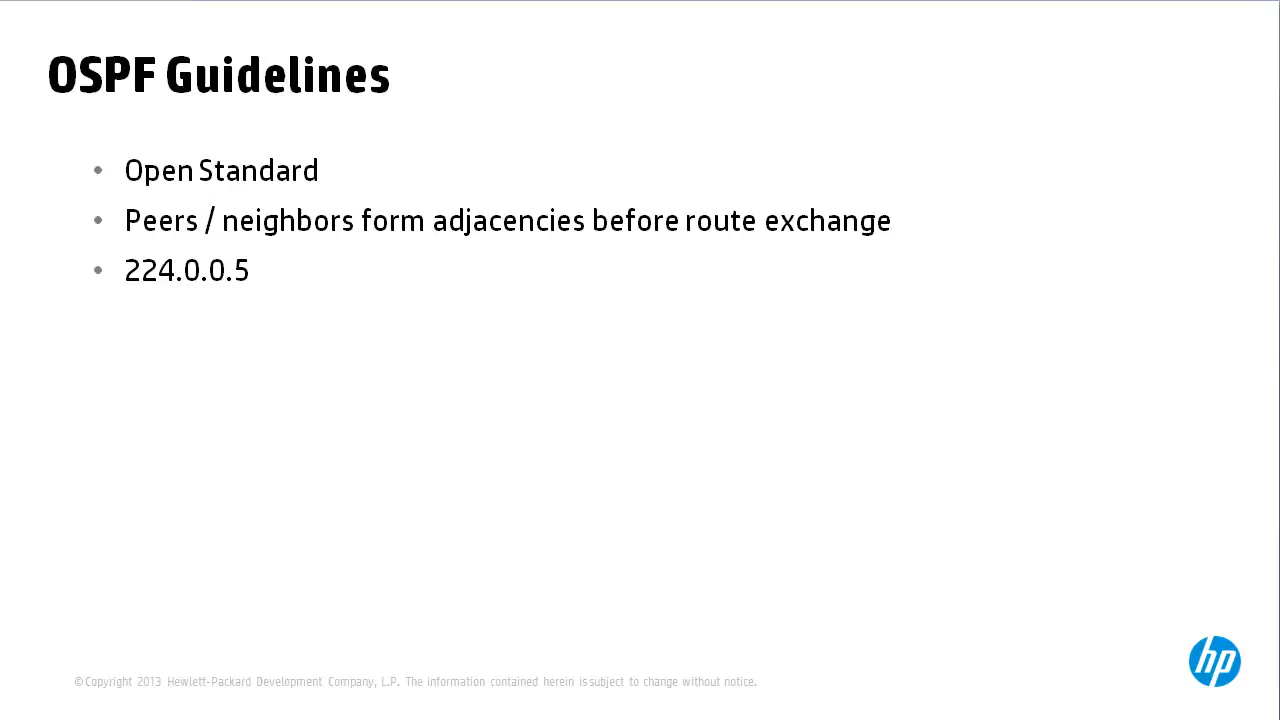 OSPF Guidelines
• Open Standard
• Peers / neighbors form adjacencies before route exchange
• 224.0.0.5
hp
©Copyright 2013 Hewlett-Packard Development Company, L.P. The information contained herein is subject to change without notice.